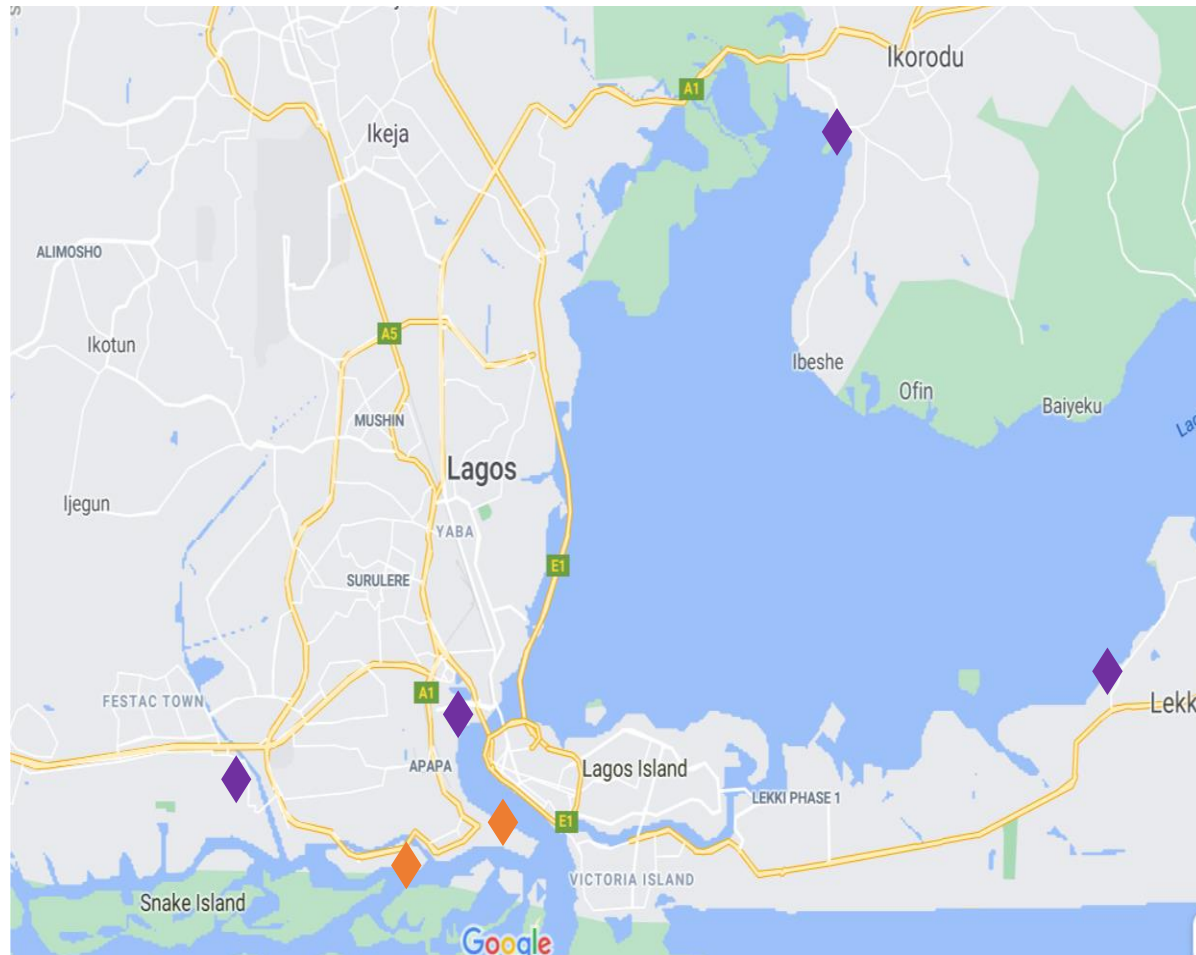 Ikorodu
A1
Ikeja
ALIMOSHO
A5
Ikotun
Ibeshe
Ofin
Baiyeku
MUSHIN
Lagos
Ijegun
YABA
E1
SURULERE
FESTAC TOWN
A1
Lekk
APAPA
Lagos Island
LEKKI PHASE 1
E1
VICTORIA ISLAND
Snake Island
Google